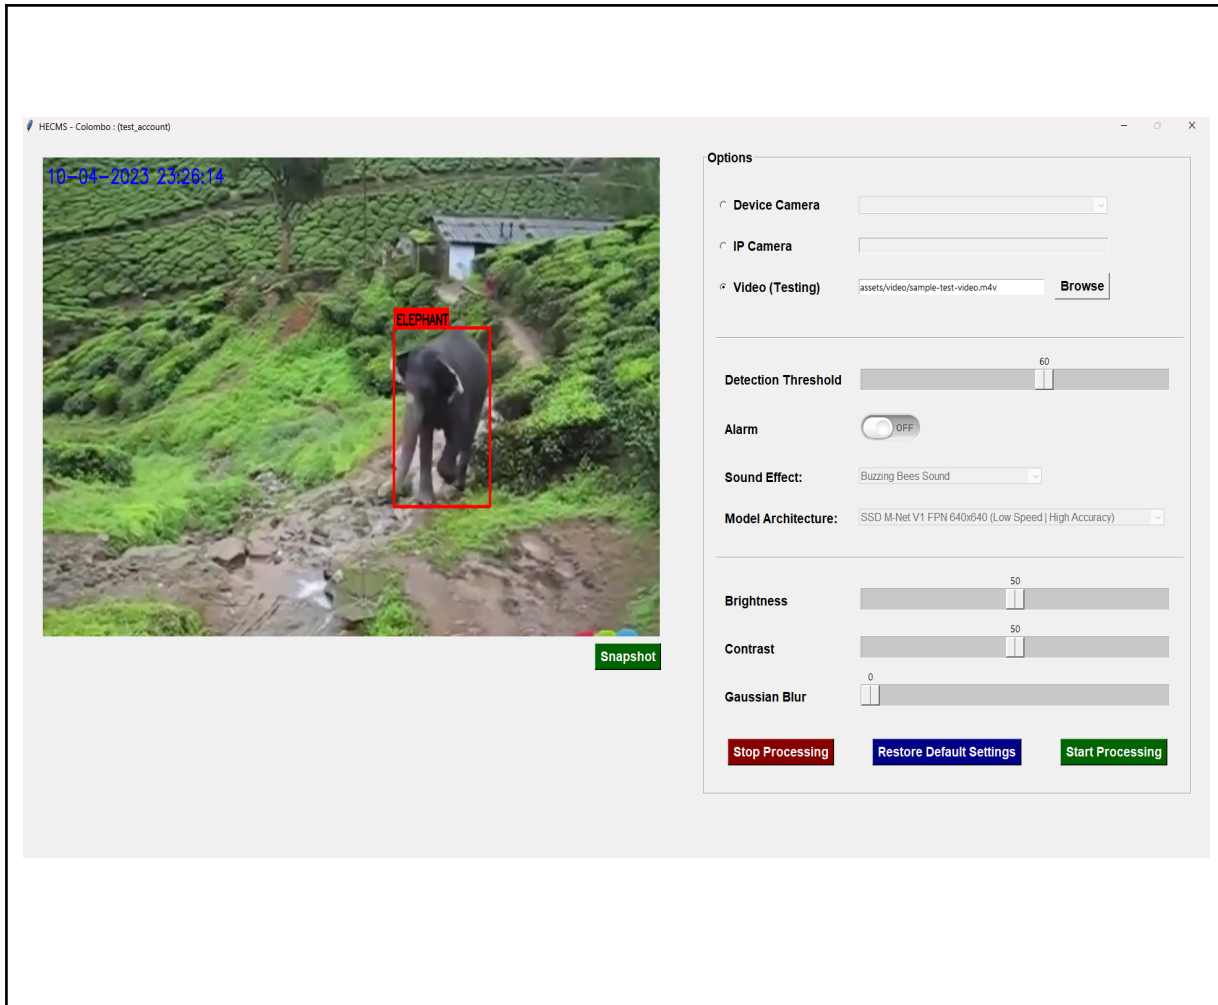 HECMS - Colombo : (test_account)
10-04-2023 23:26:14
ELEPHANT
Snapshot
Options
Device Camera
IP Camera
Video (Testing) assets/video/sample-test-video.m4v Browse
60
Detection Threshold
Alarm OFF
Sound Effect: Buzzing Bees Sound
Model Architecture: SSD M-Net V1 FPN 640x640 (Low Speed | High Accuracy)
50
Brightness
50
Contrast
0
Gaussian Blur
Stop Processing Restore Default Settings Start Processing